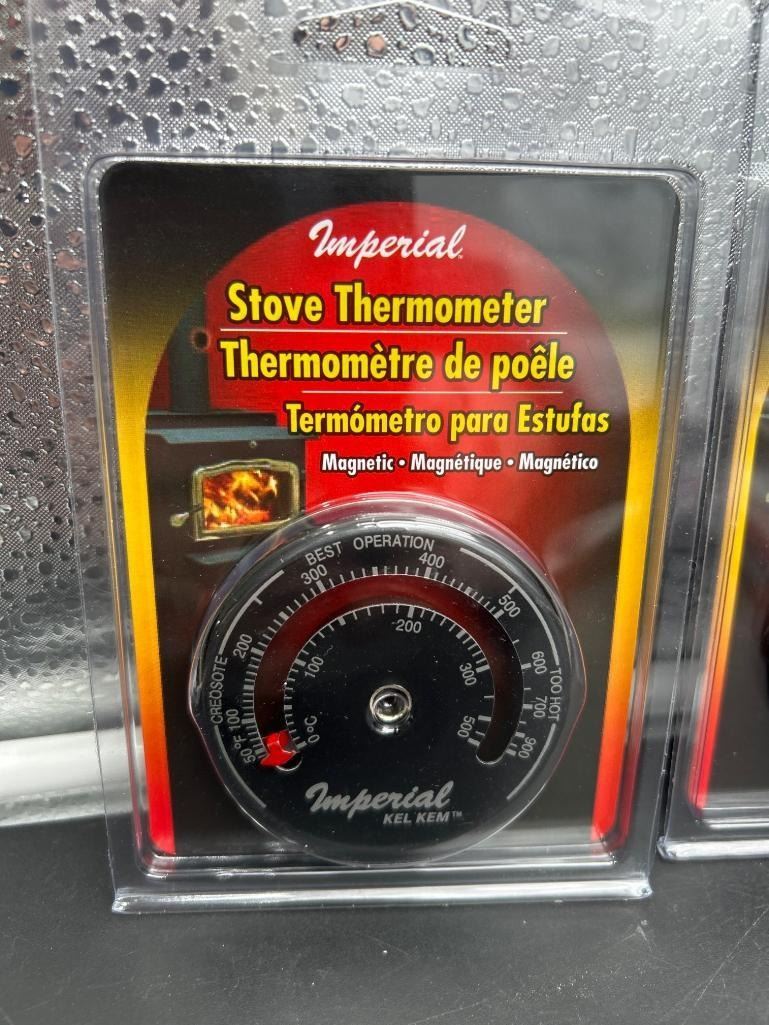 Imperial
Stove Thermometer
Thermomètre de poêle
Termómetro para Estufas
Magnetic • Magnétique • Magnético
BEST OPERATION
CREOSOTE
TOO HOT
50 °F 100 200 300 400 500 600 700 900
0 °C 100 200 300 500
Imperial
KEL KEM™